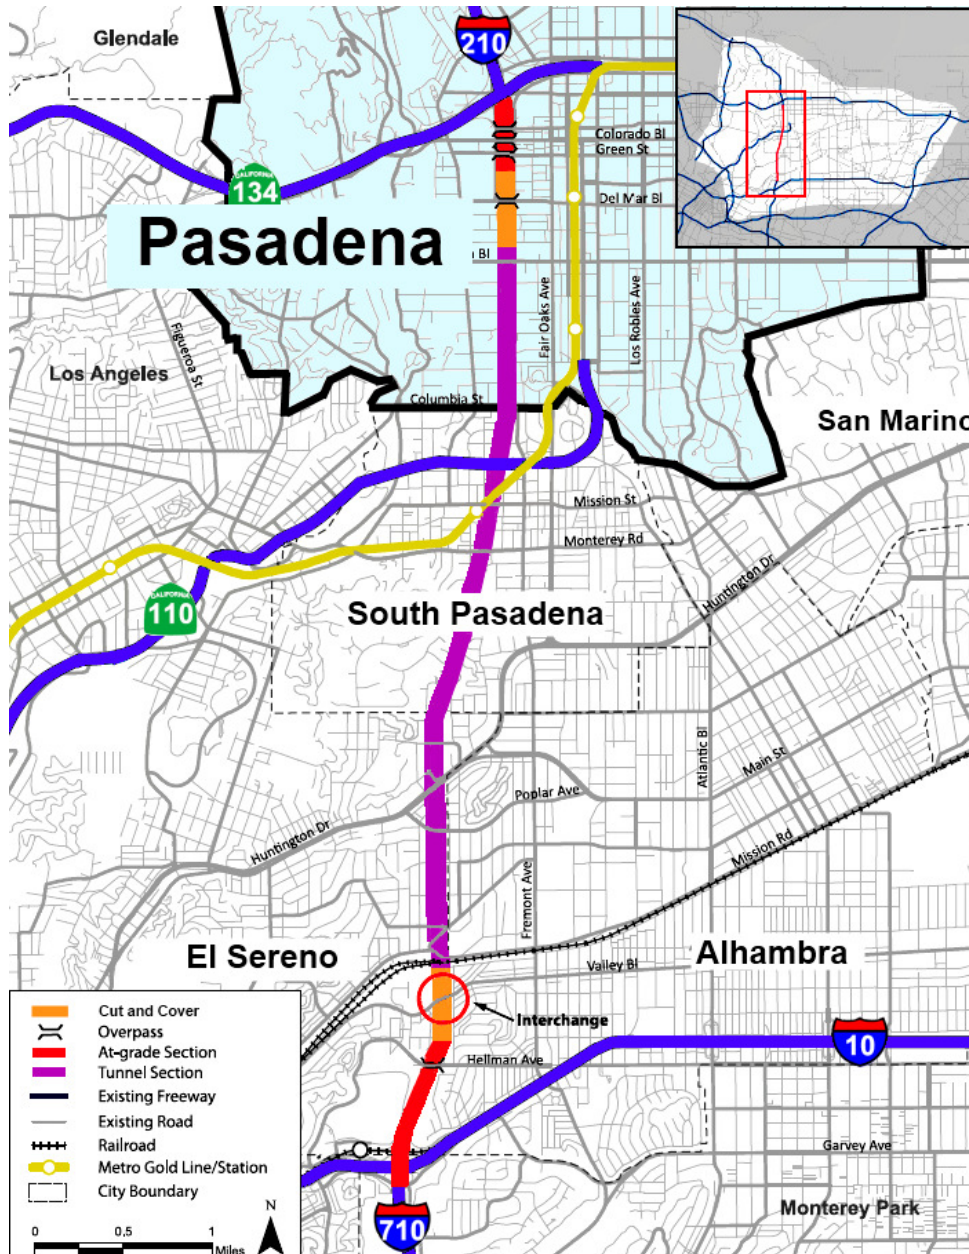 Glendale
210
Colorado Bl
Green St
CALIFORNIA
134
Del Mar Bl
Pasadena
Bl
Fair Oaks Ave
Los Robles Ave
Figueroa St
Los Angeles
Columbia St
San Marino
Mission St
Monterey Rd
Huntington Dr
CALIFORNIA
110
South Pasadena
Atlantic Bl
Main St
Poplar Ave
Huntington Dr
Mission Rd
Fremont Ave
El Sereno
Alhambra
Valley Bl
Interchange
10
Hellman Ave
Garvey Ave
Monterey Park
710
Cut and Cover
Overpass
At-grade Section
Tunnel Section
Existing Freeway
Existing Road
Railroad
Metro Gold Line/Station
City Boundary
N
0 0,5 1
Miles